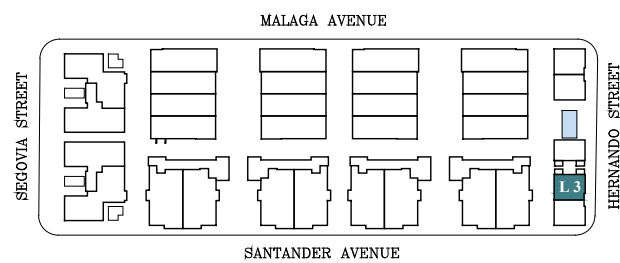 MALAGA AVENUE
SEGOVIA STREET
HERNANDO STREET
L 3
SANTANDER AVENUE